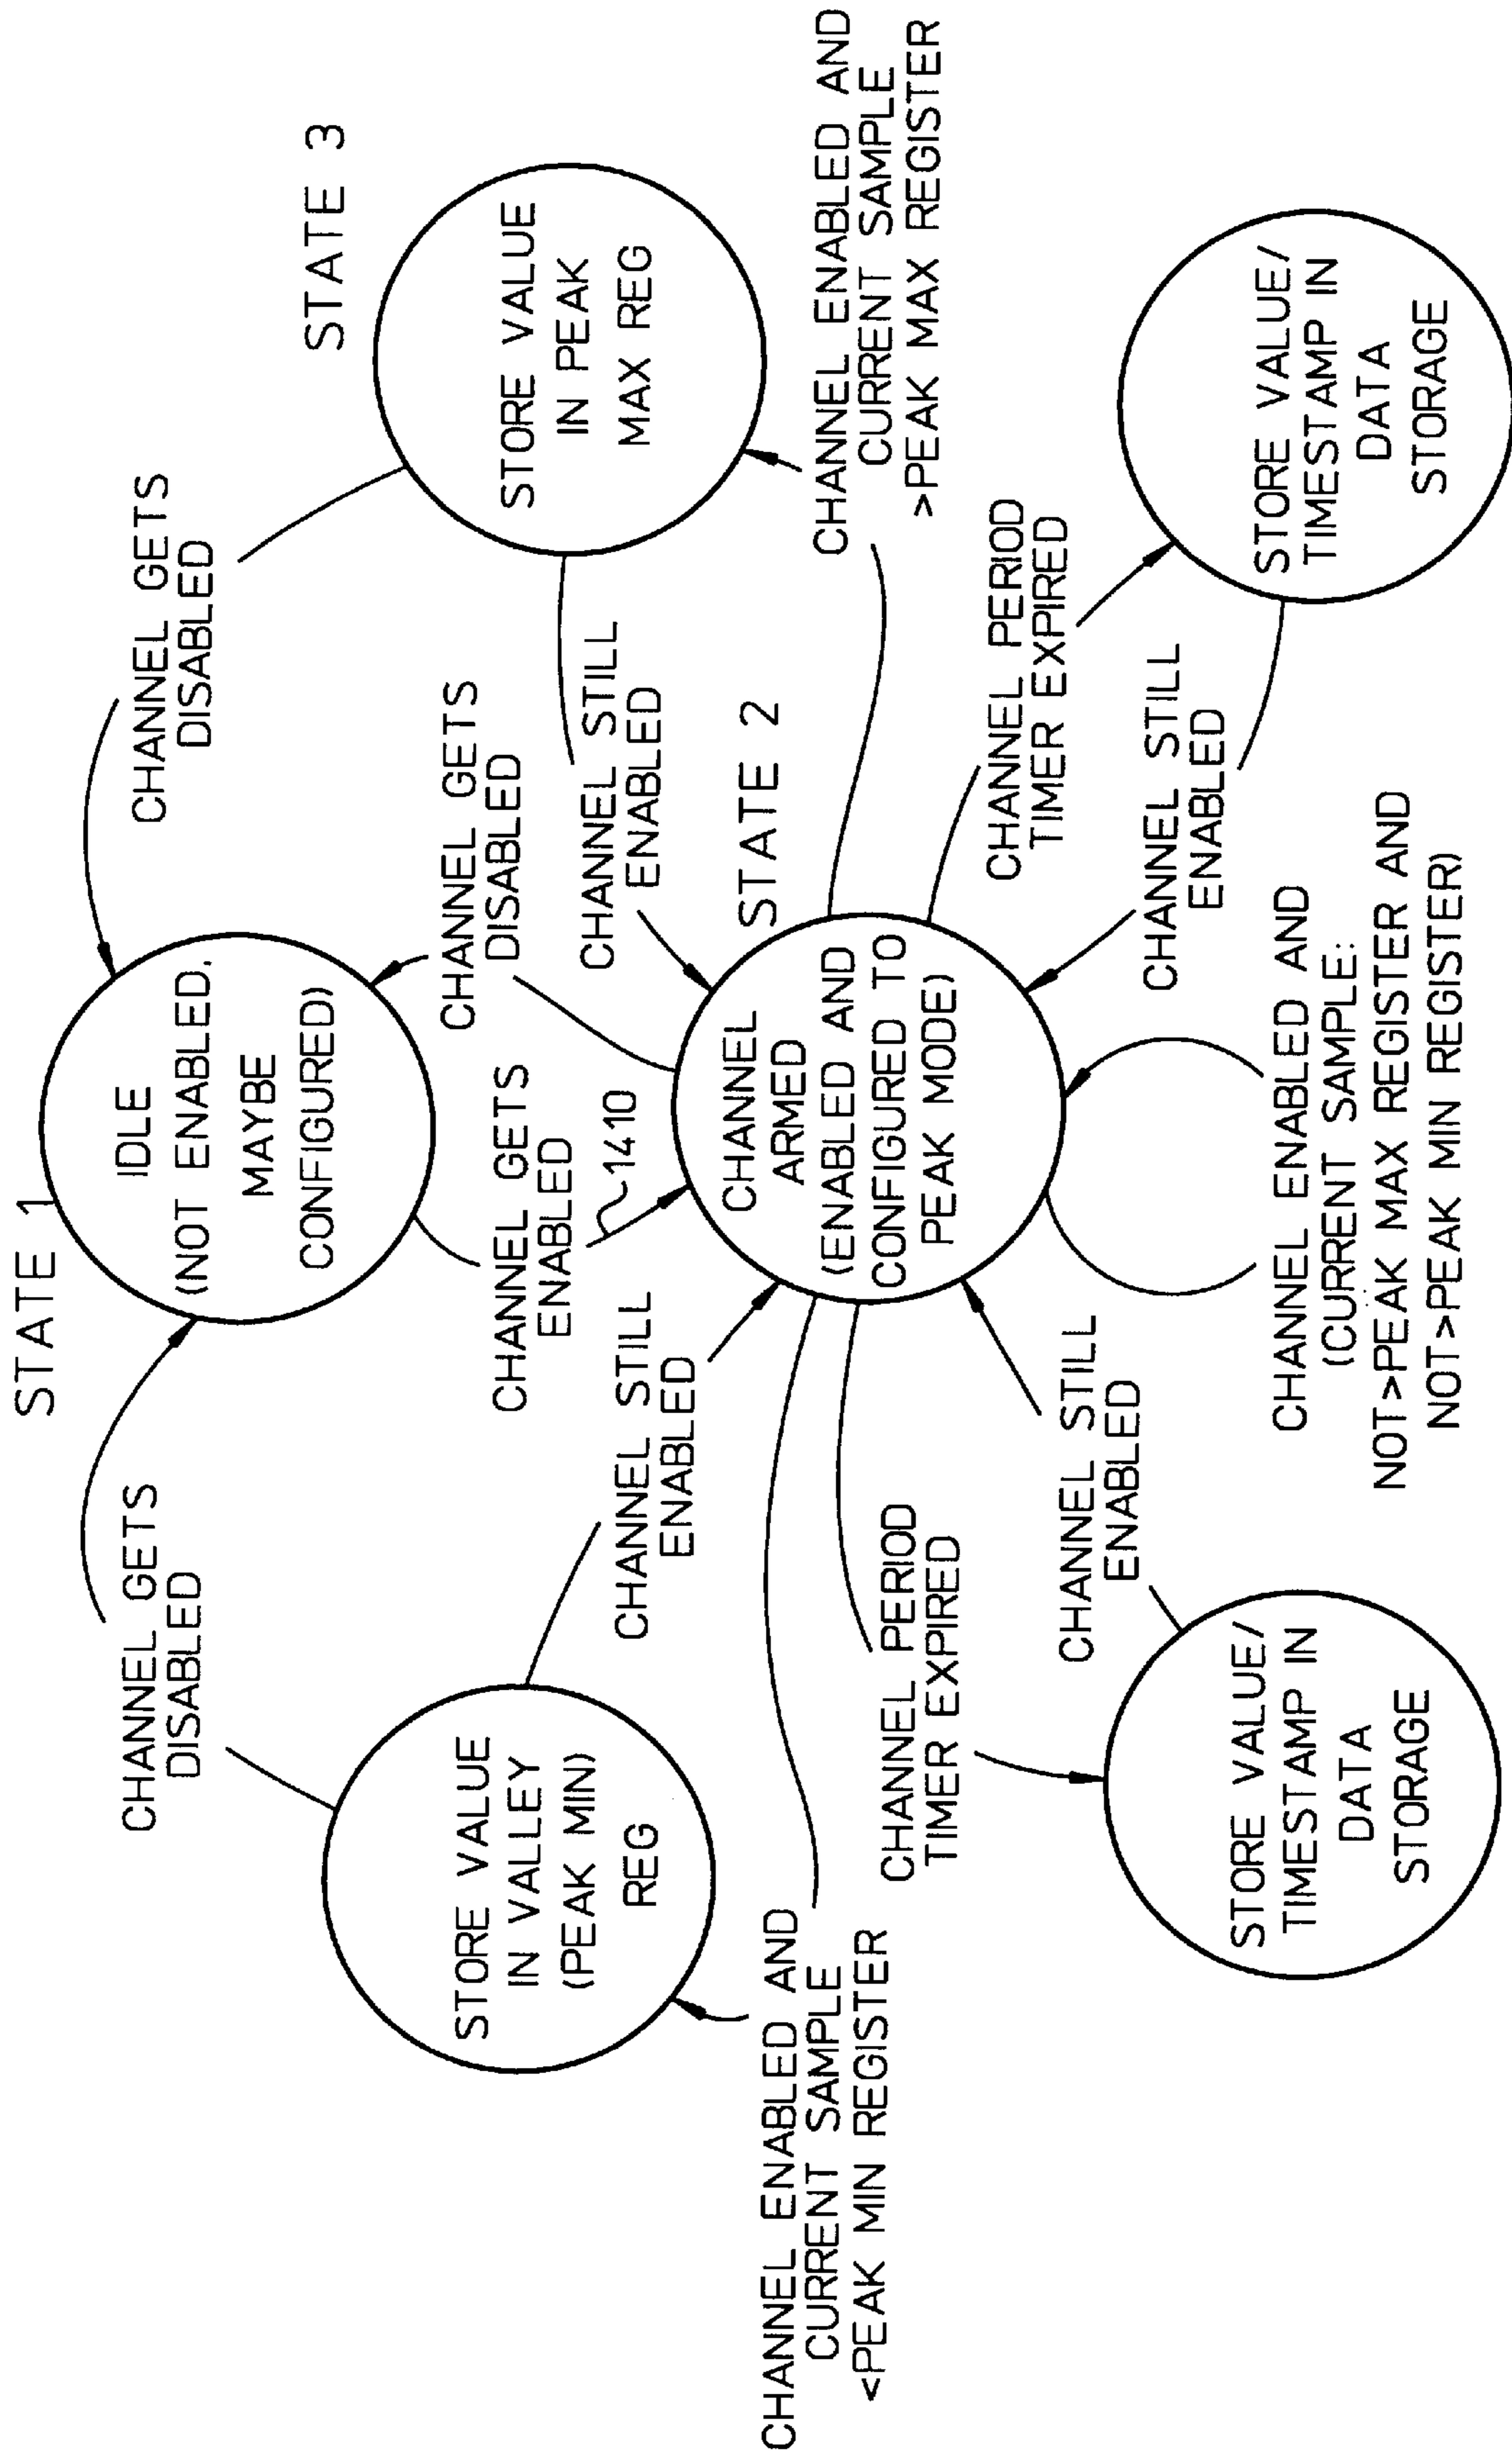 STATE 1
IDLE
(NOT ENABLED,
MAYBE
CONFIGURED)
CHANNEL GETS
DISABLED
CHANNEL GETS
DISABLED
STATE 3
STORE VALUE
IN VALLEY
(PEAK MIN)
REG
STORE VALUE
IN PEAK
MAX REG
CHANNEL GETS
ENABLED
1410
CHANNEL GETS
DISABLED
CHANNEL STILL
ENABLED
CHANNEL STILL
ENABLED
STATE 2
CHANNEL
ARMED
(ENABLED AND
CONFIGURED TO
PEAK MODE)
CHANNEL ENABLED AND
CURRENT SAMPLE
<PEAK MIN REGISTER
CHANNEL ENABLED AND
CURRENT SAMPLE
>PEAK MAX REGISTER
CHANNEL PERIOD
TIMER EXPIRED
CHANNEL PERIOD
TIMER EXPIRED
CHANNEL STILL
ENABLED
CHANNEL STILL
ENABLED
STORE VALUE/
TIMESTAMP IN
DATA
STORAGE
CHANNEL ENABLED AND
(CURRENT SAMPLE:
NOT>PEAK MAX REGISTER AND
NOT>PEAK MIN REGISTER)
STORE VALUE/
TIMESTAMP IN
DATA
STORAGE